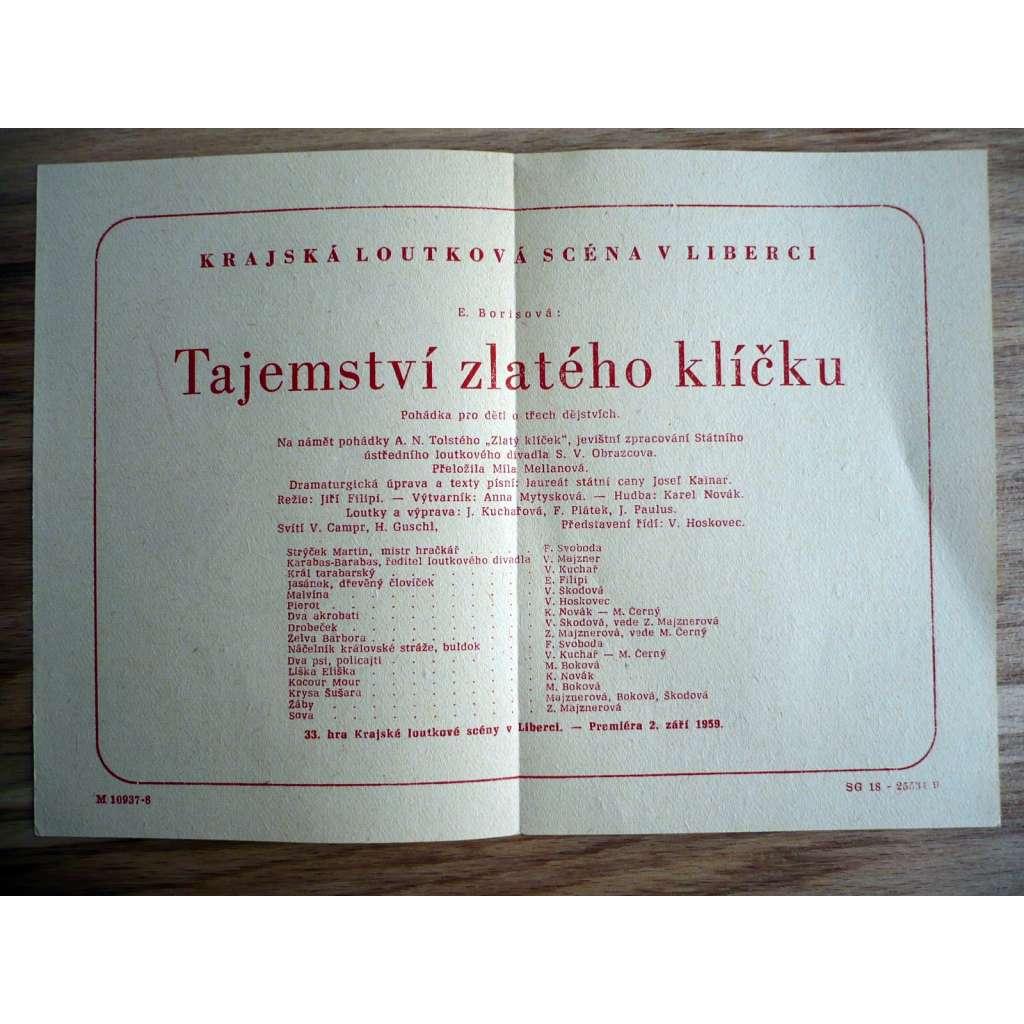 KRAJSKÁ LOUTKOVÁ SCÉNA V LIBERCI
E. Borisová:
Tajemství zlatého klíčku
Pohádka pro děti o třech dějstvích.
Na námět pohádky A. N. Tolstého „Zlatý klíček", jevištní zpracování Státního
ústředního loutkového divadla S. V. Obrazcova.
Přeložila Míla Mellanová.
Dramaturgická úprava a texty písní: laureát státní ceny Josef Kainar.
Režie: Jiří Filipi. — Výtvarník: Anna Mytysková. — Hudba: Karel Novák.
Loutky a výprava: J. Kuchařová, F. Plátek, J. Paulus.
Svítí V. Campr, H. Guschl, Představení řídí: V. Hoskovec.
Strýček Martin, mistr hračkář . . . . . . F. Svoboda
Karabas-Barabas, ředitel loutkového divadla V. Majzner
Král tarabarský . . . . . . . . . . V. Kuchař
Jasánek, dřevěný človíček . . . . . . E. Filipi
Malvína . . . . . . . . . . . V. Škodová
Pierot . . . . . . . . . . . V. Hoskovec
Dva akrobati . . . . . . . . . . K. Novák — M. Černý
Drobeček . . . . . . . . . . . V. Škodová, vede Z. Majznerová
Želva Barbora . . . . . . . . . . Z. Majznerová, vede M. Černý
Náčelník královské stráže, buldok . . . . F. Svoboda
Dva psi, policajti . . . . . . . . . V. Kuchař — M. Černý
Liška Eliška . . . . . . . . . . M. Boková
Kocour Mour . . . . . . . . . . K. Novák
Krysa Šušara . . . . . . . . . . M. Boková
Žáby . . . . . . . . . . . . Majznerová, Boková, Škodová
Sova . . . . . . . . . . . . Z. Majznerová
33. hra Krajské loutkové scény v Liberci. — Premiéra 2. září 1959.
M 10937-8
SG 18 -